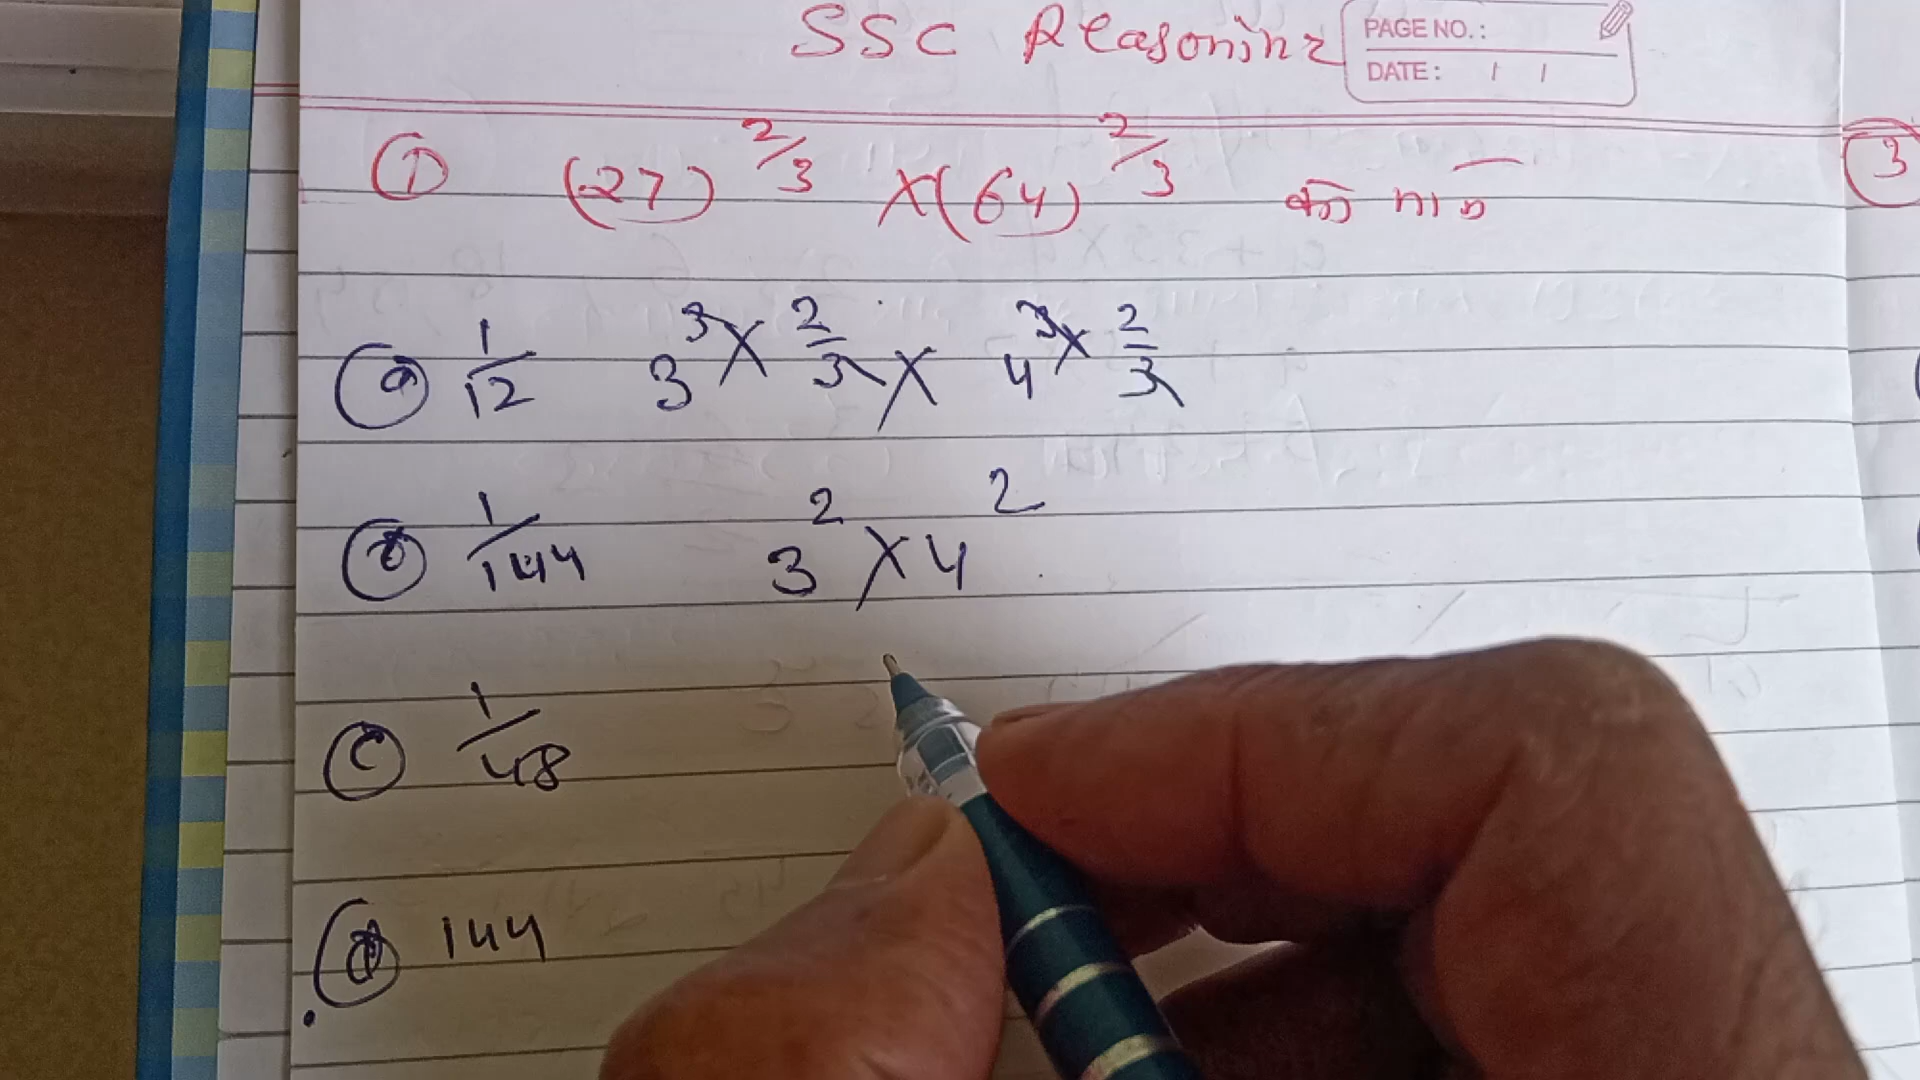 SSC Reasoning
PAGE NO.:
DATE: / /
① (27)^2/3 ×(64)^2/3 का मान
3
ⓐ 1/12 3^3×2/3 × 4^3×2/3
ⓑ 1/144 3^2 × 4^2
ⓒ 1/48
ⓓ 144